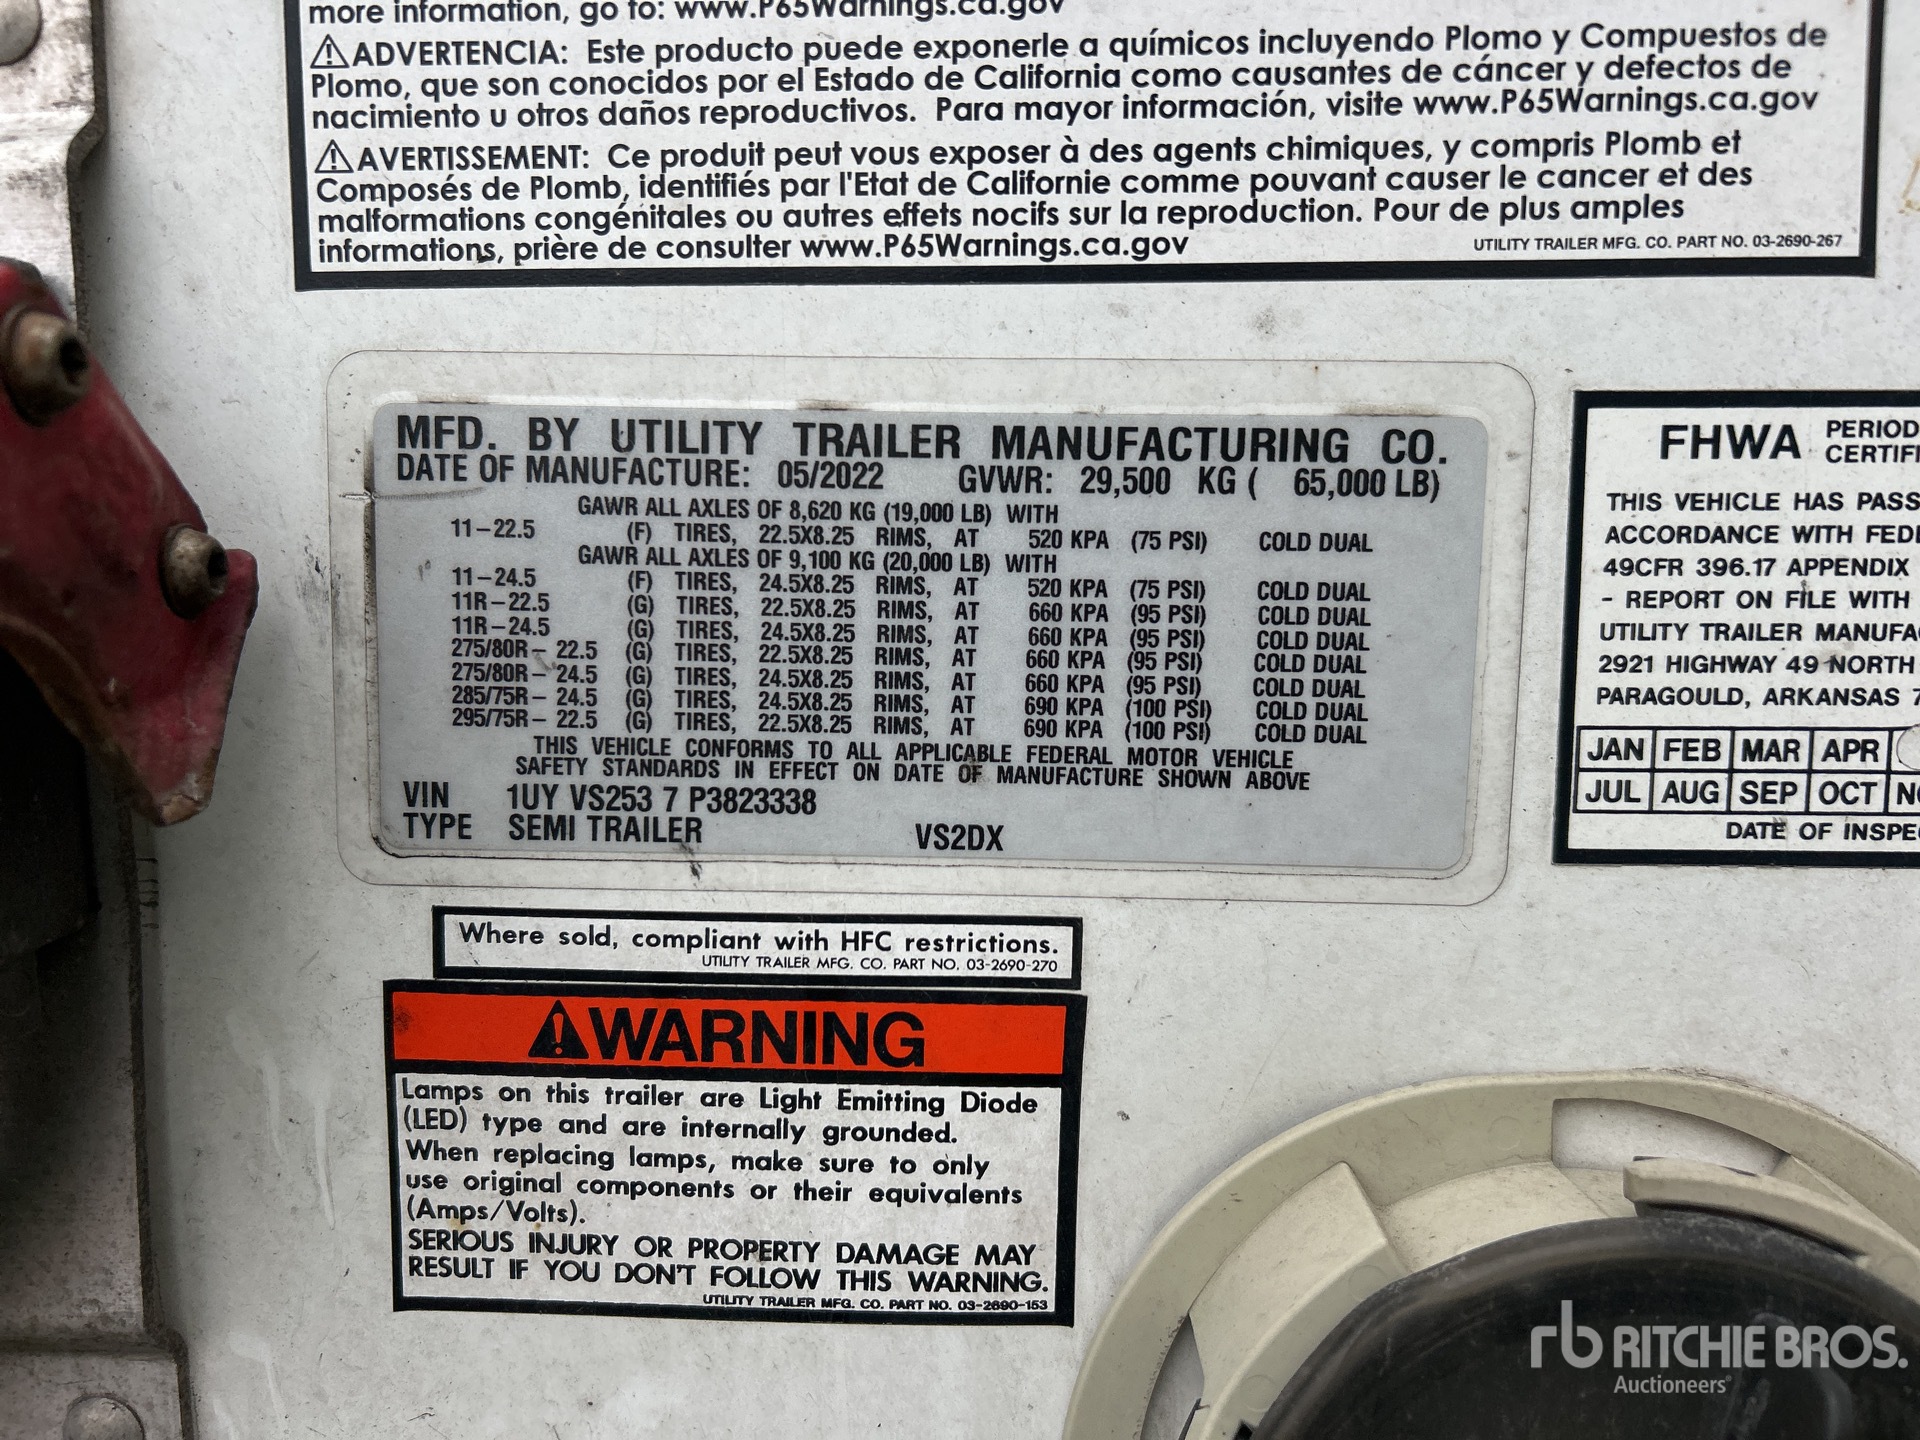 more information, go to: www.P65Warnings.ca.gov
⚠ADVERTENCIA: Este producto puede exponerle a químicos incluyendo Plomo y Compuestos de
Plomo, que son conocidos por el Estado de California como causantes de cáncer y defectos de
nacimiento u otros daños reproductivos. Para mayor información, visite www.P65Warnings.ca.gov
⚠AVERTISSEMENT: Ce produit peut vous exposer à des agents chimiques, y compris Plomb et
Composés de Plomb, identifiés par l'Etat de Californie comme pouvant causer le cancer et des
malformations congénitales ou autres effets nocifs sur la reproduction. Pour de plus amples
informations, prière de consulter www.P65Warnings.ca.gov
UTILITY TRAILER MFG. CO. PART NO. 03-2690-267
MFD. BY UTILITY TRAILER MANUFACTURING CO.
DATE OF MANUFACTURE: 05/2022 GVWR: 29,500 KG ( 65,000 LB)
GAWR ALL AXLES OF 8,620 KG (19,000 LB) WITH
11-22.5 (F) TIRES, 22.5X8.25 RIMS, AT 520 KPA (75 PSI) COLD DUAL
GAWR ALL AXLES OF 9,100 KG (20,000 LB) WITH
11-24.5 (F) TIRES, 24.5X8.25 RIMS, AT 520 KPA (75 PSI) COLD DUAL
11R-22.5 (G) TIRES, 22.5X8.25 RIMS, AT 660 KPA (95 PSI) COLD DUAL
11R-24.5 (G) TIRES, 24.5X8.25 RIMS, AT 660 KPA (95 PSI) COLD DUAL
275/80R- 22.5 (G) TIRES, 22.5X8.25 RIMS, AT 660 KPA (95 PSI) COLD DUAL
275/80R- 24.5 (G) TIRES, 24.5X8.25 RIMS, AT 660 KPA (95 PSI) COLD DUAL
285/75R- 24.5 (G) TIRES, 24.5X8.25 RIMS, AT 690 KPA (100 PSI) COLD DUAL
295/75R- 22.5 (G) TIRES, 22.5X8.25 RIMS, AT 690 KPA (100 PSI) COLD DUAL
THIS VEHICLE CONFORMS TO ALL APPLICABLE FEDERAL MOTOR VEHICLE
SAFETY STANDARDS IN EFFECT ON DATE OF MANUFACTURE SHOWN ABOVE
VIN 1UY VS253 7 P3823338
TYPE SEMI TRAILER VS2DX
FHWA PERIOD
CERTIFI
THIS VEHICLE HAS PASS
ACCORDANCE WITH FEDE
49CFR 396.17 APPENDIX
- REPORT ON FILE WITH
UTILITY TRAILER MANUFA
2921 HIGHWAY 49 NORTH
PARAGOULD, ARKANSAS 7
JAN FEB MAR APR
JUL AUG SEP OCT NO
DATE OF INSPE
Where sold, compliant with HFC restrictions.
UTILITY TRAILER MFG. CO. PART NO. 03-2690-270
⚠WARNING
Lamps on this trailer are Light Emitting Diode
(LED) type and are internally grounded.
When replacing lamps, make sure to only
use original components or their equivalents
(Amps/Volts).
SERIOUS INJURY OR PROPERTY DAMAGE MAY
RESULT IF YOU DON'T FOLLOW THIS WARNING.
UTILITY TRAILER MFG. CO. PART NO. 03-2690-153
rb RITCHIE BROS.
Auctioneers